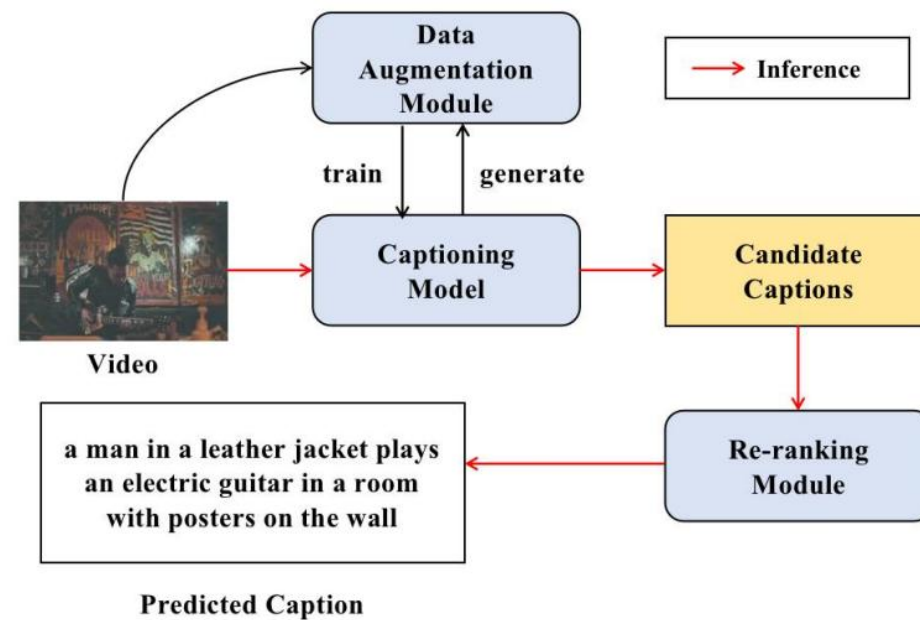 Data
Augmentation
Module
Inference
train
generate
Captioning
Model
Candidate
Captions
Video
a man in a leather jacket plays
an electric guitar in a room
with posters on the wall
Re-ranking
Module
Predicted Caption